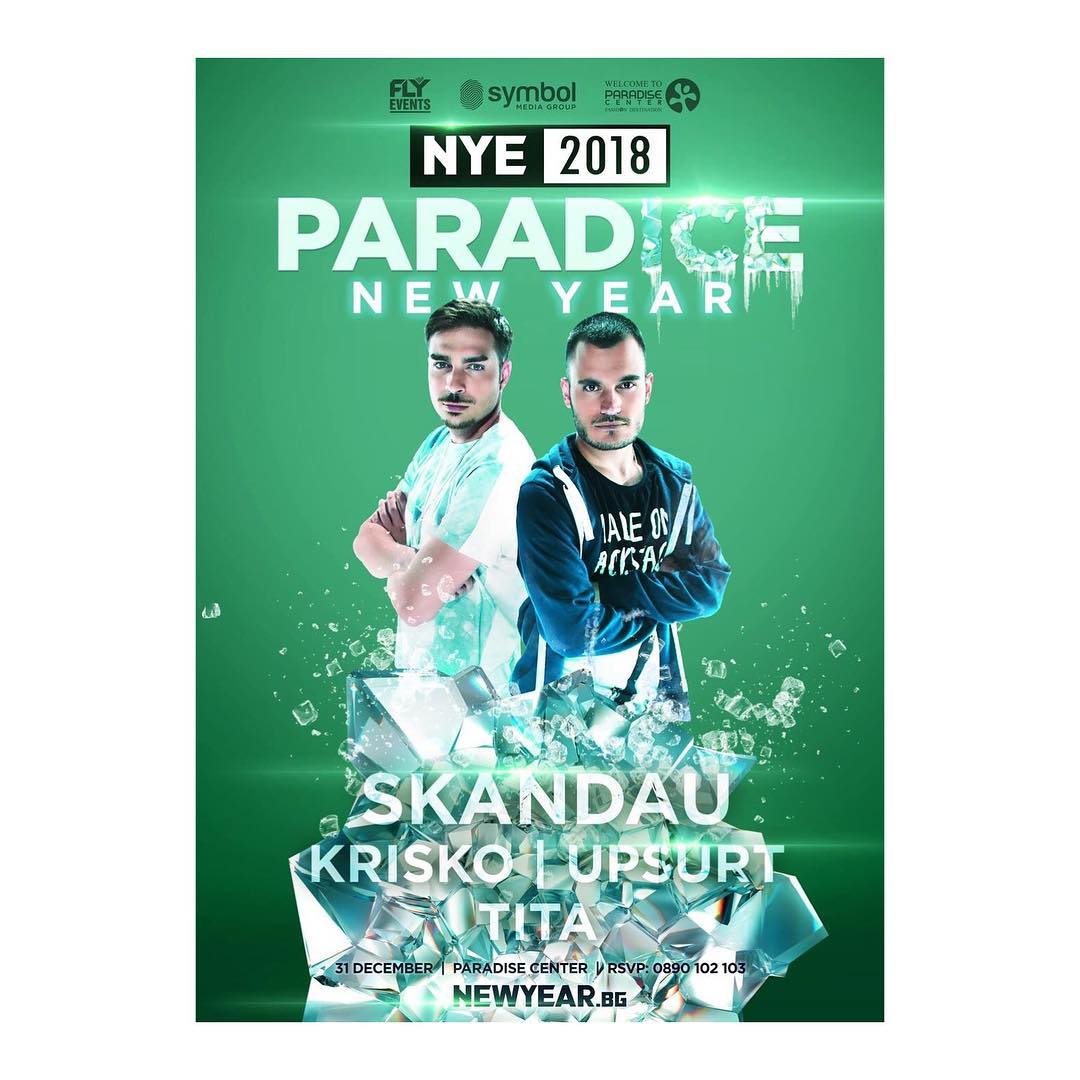 FLY EVENTS
symbol
MEDIA GROUP
WELCOME TO
PARADISE
CENTER
NYE 2018
PARADICE
NEW YEAR
SKANDAU
KRISKO | UPSURT
TITA
31 DECEMBER | PARADISE CENTER | RSVP: 0890 102 103
NEWYEAR.BG